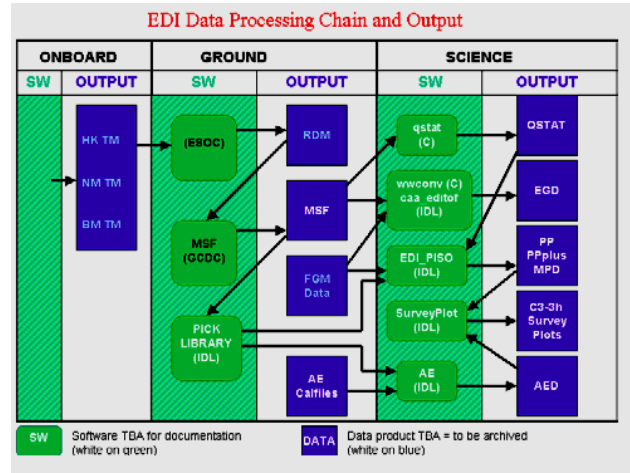 EDI Data Processing Chain and Output
ONBOARD
GROUND
SCIENCE
SW
OUTPUT
SW
OUTPUT
SW
OUTPUT
HK TM
NM TM
BM TM
(ESOC)
MSF
(GCDC)
PICK
LIBRARY
(IDL)
RDM
MSF
FGM
Data
AE
Calfiles
qstat
(C)
wwconv (C)
caa_editof
(IDL)
EDI_PISO
(IDL)
SurveyPlot
(IDL)
AE
(IDL)
QSTAT
EGD
PP
PPplus
MPD
C3-3h
Survey
Plots
AED
SW
Software TBA for documentation
(white on green)
DATA
Data product TBA = to be archived
(white on blue)